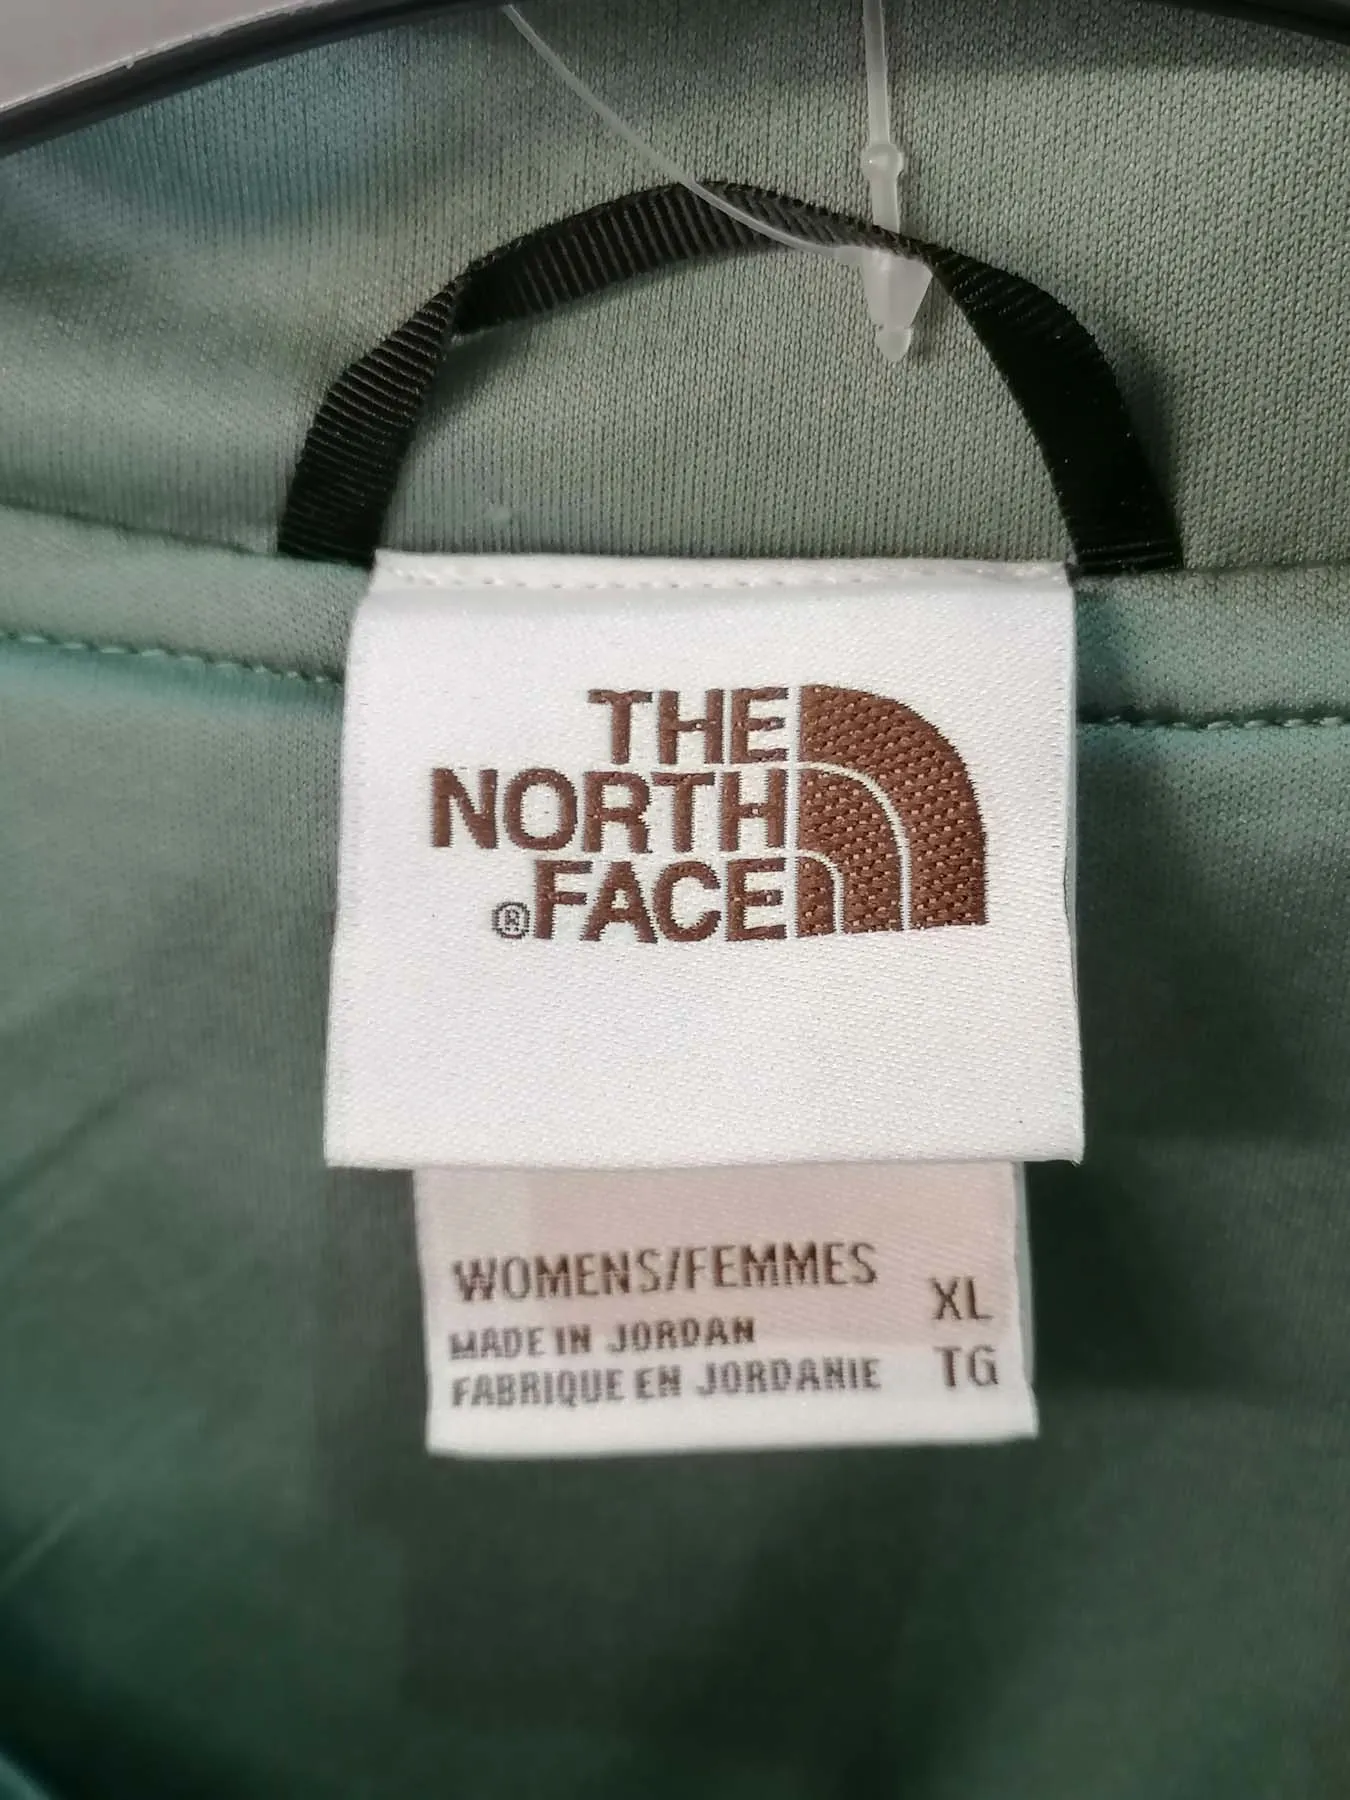 THE
NORTH
®FACE
WOMENS/FEMMES
XL
MADE IN JORDAN
FABRIQUE EN JORDANIE
TG